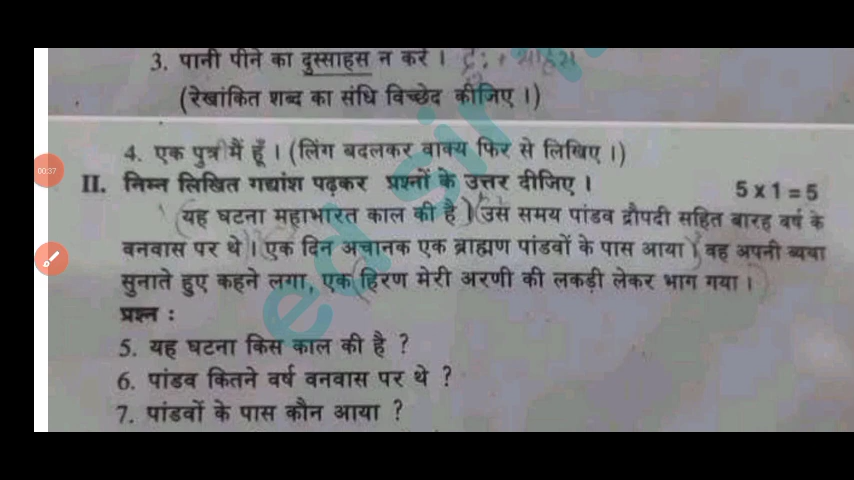 3. पानी पीने का दुस्साहस न करें । दु: + साहस
(रेखांकित शब्द का संधि विच्छेद कीजिए ।)
4. एक पुत्र मैं हूँ । (लिंग बदलकर वाक्य फिर से लिखिए ।)
II. निम्न लिखित गद्यांश पढ़कर प्रश्नों के उत्तर दीजिए । 5 x 1 = 5
00:37
यह घटना महाभारत काल की है । उस समय पांडव द्रौपदी सहित बारह वर्ष के
वनवास पर थे । एक दिन अचानक एक ब्राह्मण पांडवों के पास आया । वह अपनी व्यथा
सुनाते हुए कहने लगा, एक हिरण मेरी अरणी की लकड़ी लेकर भाग गया ।
प्रश्न :
5. यह घटना किस काल की है ?
6. पांडव कितने वर्ष वनवास पर थे ?
7. पांडवों के पास कौन आया ?